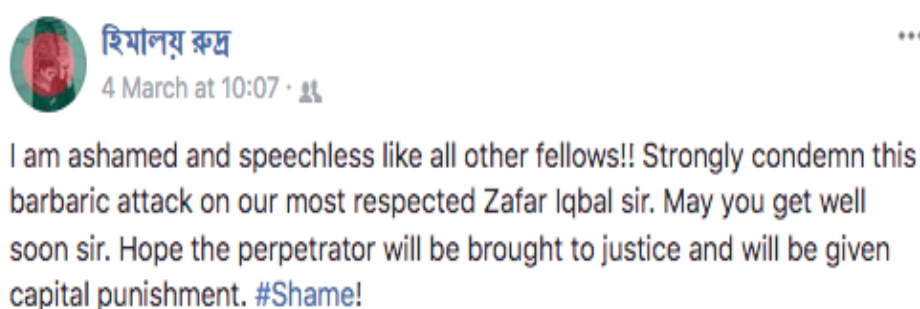 হিমালয় রুদ্র
4 March at 10:07 ·
I am ashamed and speechless like all other fellows!! Strongly condemn this
barbaric attack on our most respected Zafar Iqbal sir. May you get well
soon sir. Hope the perpetrator will be brought to justice and will be given
capital punishment. #Shame!